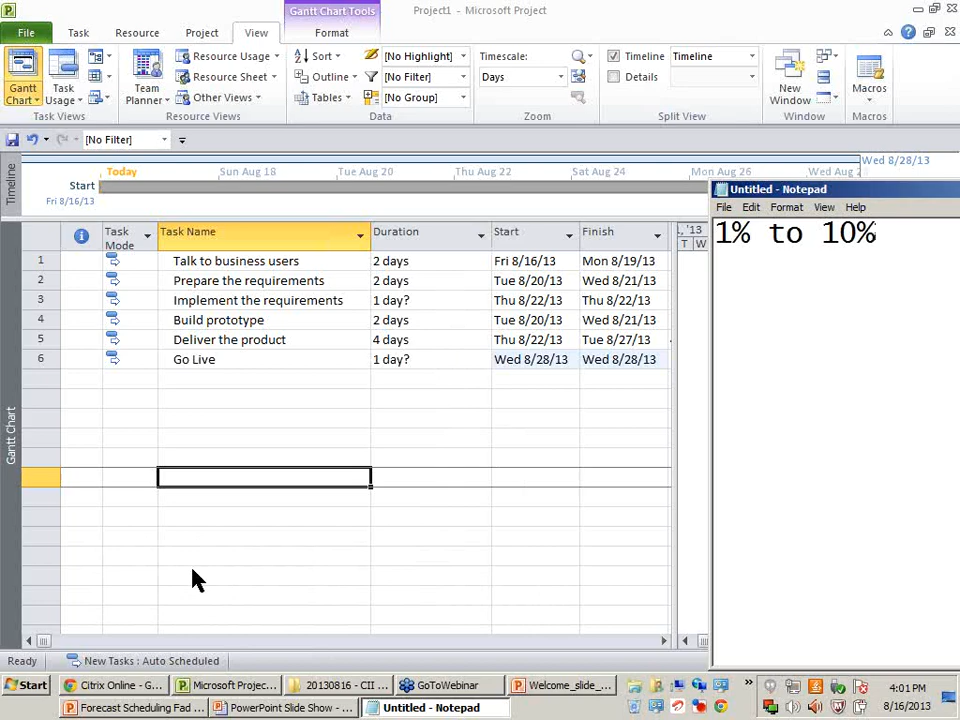 Gantt Chart Tools
Project1 - Microsoft Project
File Task Resource Project View Format
Gantt Chart
Task Usage
Task Views
Team Planner
Resource Usage
Resource Sheet
Other Views
Resource Views
Sort
Outline
Tables
[No Highlight]
[No Filter]
[No Group]
Data
Timescale:
Days
Zoom
Timeline Timeline
Details
Split View
New Window
Window
Macros
Macros
[No Filter]
Timeline
Wed 8/28/13
Today Sun Aug 18 Tue Aug 20 Thu Aug 22 Sat Aug 24 Mon Aug 26 Wed Aug 2
Start
Fri 8/16/13
Untitled - Notepad
File Edit Format View Help
1% to 10%
Gantt Chart
Task Mode Task Name Duration Start Finish
, '13
T W
1 Talk to business users 2 days Fri 8/16/13 Mon 8/19/13
2 Prepare the requirements 2 days Tue 8/20/13 Wed 8/21/13
3 Implement the requirements 1 day? Thu 8/22/13 Thu 8/22/13
4 Build prototype 2 days Tue 8/20/13 Wed 8/21/13
5 Deliver the product 4 days Thu 8/22/13 Tue 8/27/13
6 Go Live 1 day? Wed 8/28/13 Wed 8/28/13
Ready New Tasks : Auto Scheduled
Start Citrix Online - G... Microsoft Projec... 20130816 - CII ... GoToWebinar Welcome_slide_... 4:01 PM
Forecast Scheduling Fad ... PowerPoint Slide Show - ... Untitled - Notepad 8/16/2013